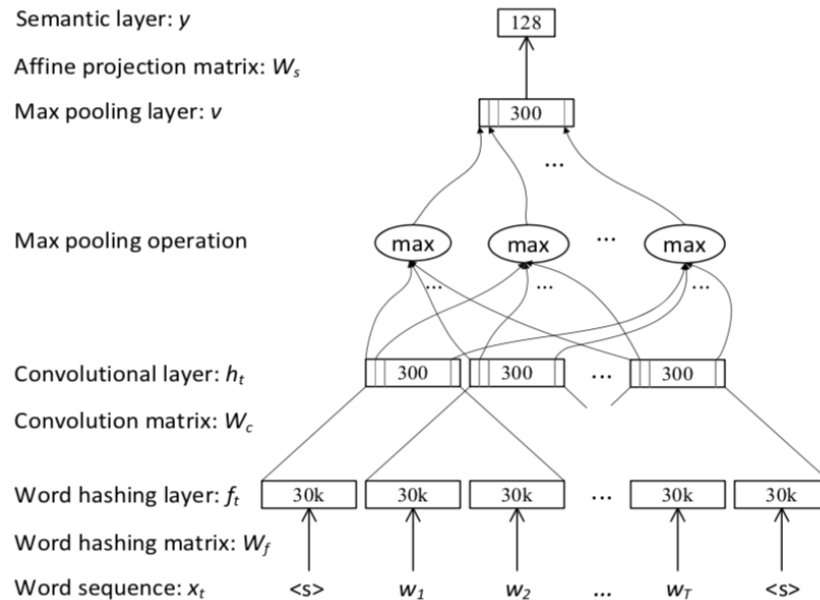 Semantic layer: y 128
Affine projection matrix: Ws
Max pooling layer: v 300
...
Max pooling operation max max ... max
... ... ...
Convolutional layer: ht 300 300 ... 300
Convolution matrix: Wc
Word hashing layer: ft 30k 30k 30k ... 30k 30k
Word hashing matrix: Wf
Word sequence: xt <s> w1 w2 ... wT <s>